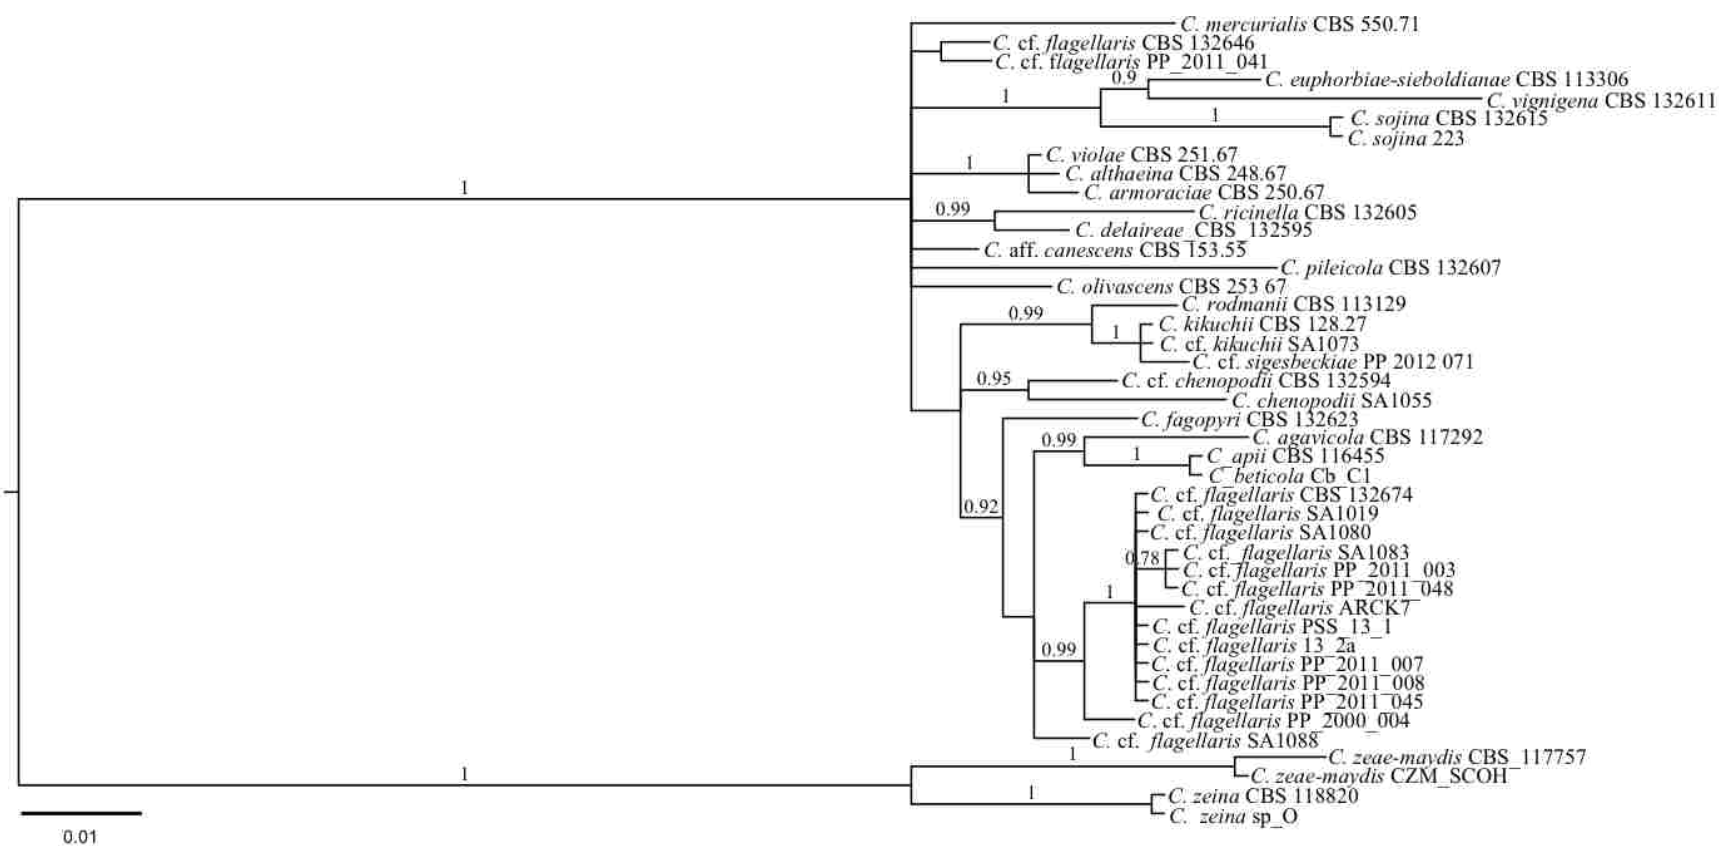 C. mercurialis CBS 550.71
C. cf. flagellaris CBS 132646
C. cf. flagellaris PP_2011_041
0.9
C. euphorbiae-sieboldianae CBS 113306
1
C. vignigena CBS 132611
1
C. sojina CBS 132615
C. sojina 223
C. violae CBS 251.67
1
C. althaeina CBS 248.67
1
C. armoraciae CBS 250.67
0.99
C. ricinella CBS 132605
C. delaireae_CBS_132595
C. aff. canescens CBS 153.55
C. pileicola CBS 132607
C. olivascens CBS 253 67
C. rodmanii CBS 113129
0.99
C. kikuchii CBS 128.27
1
C. cf. kikuchii SA1073
C. cf. sigesbeckiae PP 2012 071
0.95
C. cf. chenopodii CBS 132594
C. chenopodii SA1055
C. fagopyri CBS 132623
0.99
C. agavicola CBS 117292
1
C_apii CBS 116455
C_beticola Cb_C1
C. cf. flagellaris CBS_132674
0.92
C. cf. flagellaris SA1019
C. cf. flagellaris SA1080
C. cf._flagellaris SA1083
0.78
C. cf. flagellaris PP_2011_003
C. cf. flagellaris PP_2011_048
1
C. cf. flagellaris ARCK7
C. cf. flagellaris PSS_13_1
C. cf. flagellaris 13_2a
0.99
C. cf. flagellaris PP_2011_007
C. cf. flagellaris PP_2011_008
C. cf. flagellaris PP_2011_045
C. cf. flagellaris PP_2000_004
C. cf. flagellaris SA1088
1
C. zeae-maydis CBS_117757
1
C. zeae-maydis CZM_SCOH
1
C. zeina CBS 118820
C. zeina sp_O
0.01